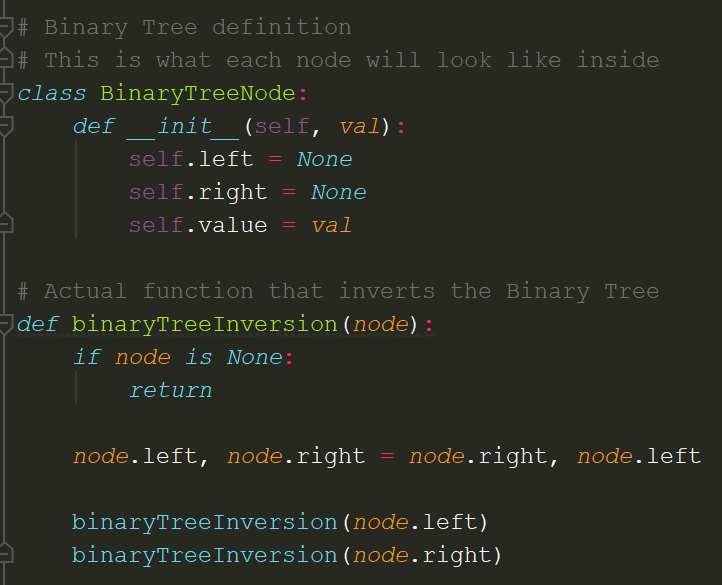 # Binary Tree definition
# This is what each node will look like inside
class BinaryTreeNode:
    def __init__(self, val):
        self.left = None
        self.right = None
        self.value = val
# Actual function that inverts the Binary Tree
def binaryTreeInversion(node):
    if node is None:
        return
    node.left, node.right = node.right, node.left
    binaryTreeInversion(node.left)
    binaryTreeInversion(node.right)